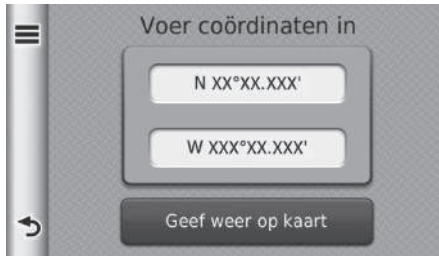 Voer coördinaten in
N XX°XX.XXX'
W XXX°XX.XXX'
Geef weer op kaart